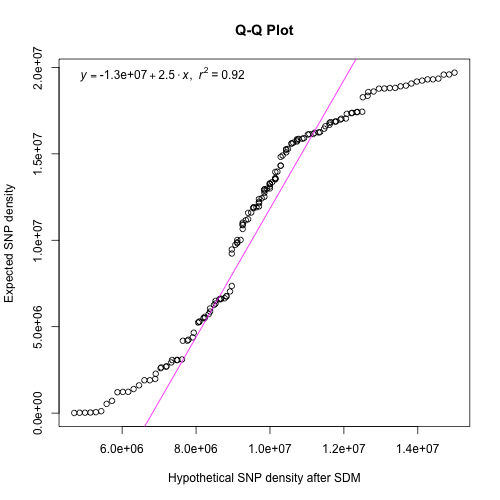 Q-Q Plot
y = -1.3e+07 + 2.5 · x, r² = 0.92
Expected SNP density
2.0e+07
1.5e+07
1.0e+07
5.0e+06
0.0e+00
6.0e+06 8.0e+06 1.0e+07 1.2e+07 1.4e+07
Hypothetical SNP density after SDM